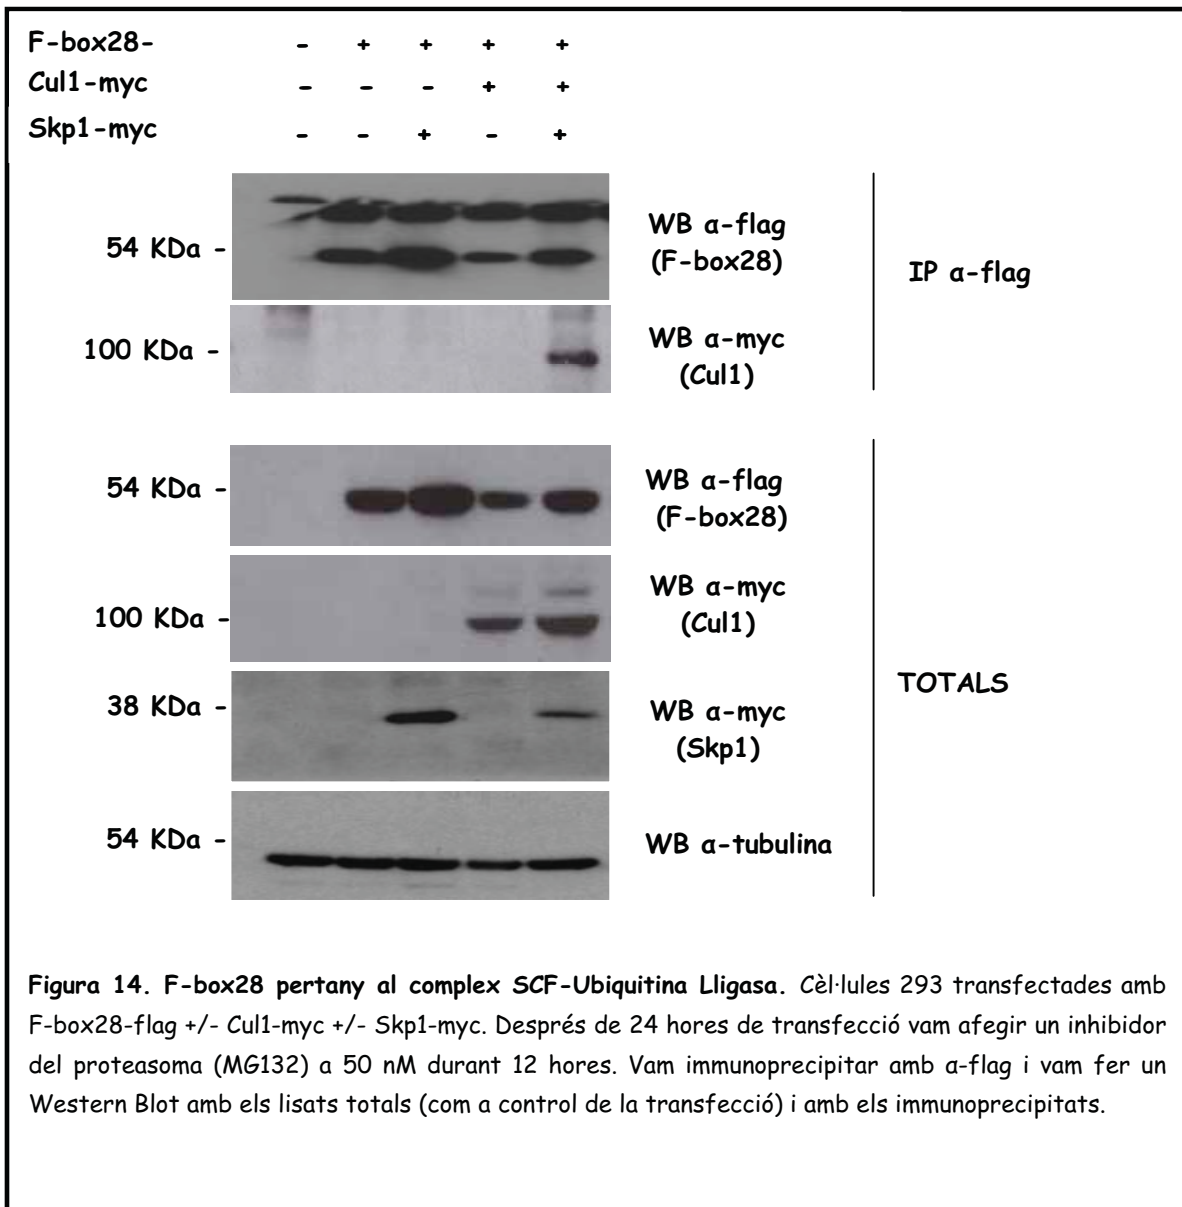 F-box28- - + + + +
Cul1-myc - - - + +
Skp1-myc - - + - +
54 KDa - WB α-flag
(F-box28)
IP α-flag
100 KDa - WB α-myc
(Cul1)
54 KDa - WB α-flag
(F-box28)
100 KDa - WB α-myc
(Cul1)
TOTALS
38 KDa - WB α-myc
(Skp1)
54 KDa - WB α-tubulina
Figura 14. F-box28 pertany al complex SCF-Ubiquitina Lligasa. Cèl·lules 293 transfectades amb
F-box28-flag +/- Cul1-myc +/- Skp1-myc. Després de 24 hores de transfecció vam afegir un inhibidor
del proteasoma (MG132) a 50 nM durant 12 hores. Vam immunoprecipitar amb α-flag i vam fer un
Western Blot amb els lisats totals (com a control de la transfecció) i amb els immunoprecipitats.